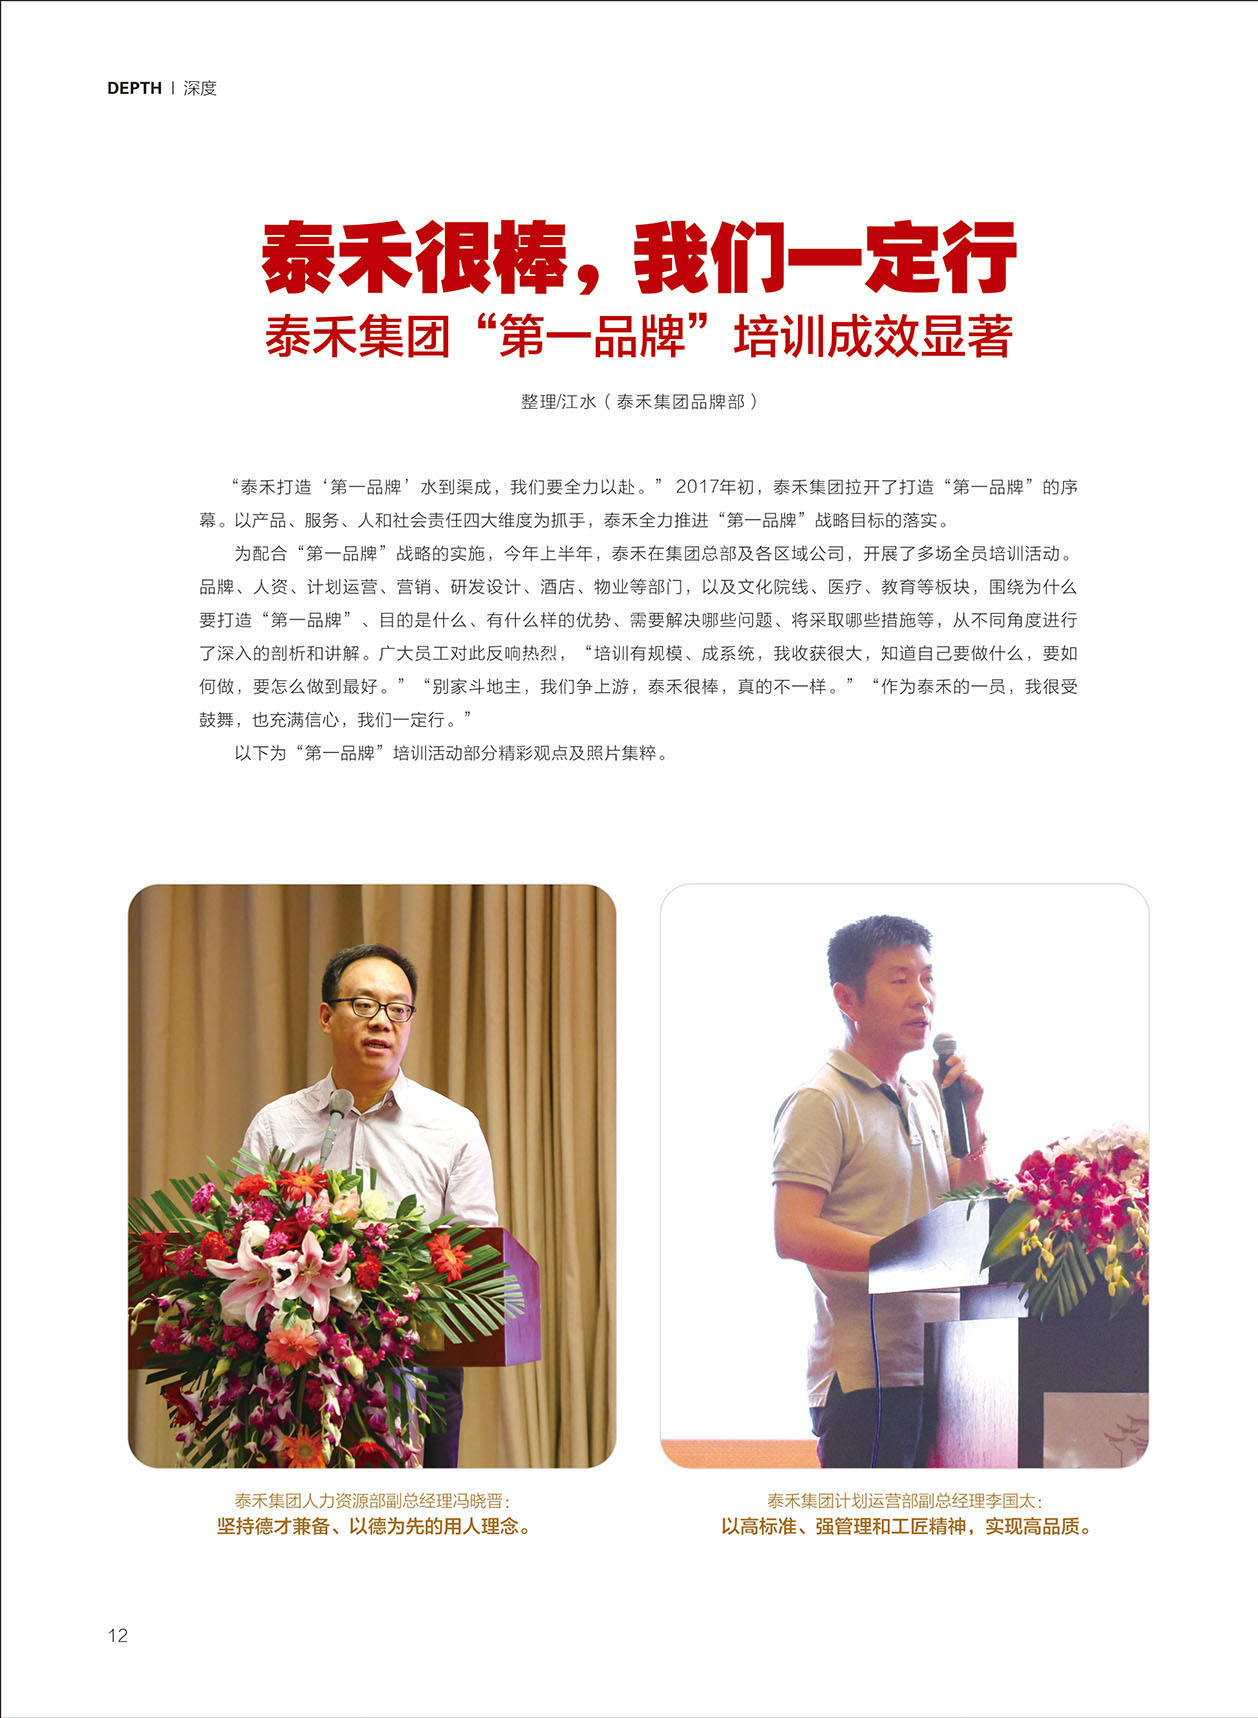 DEPTH | 深度
泰禾很棒，我们一定行
泰禾集团“第一品牌”培训成效显著
整理/江水（泰禾集团品牌部）
“泰禾打造‘第一品牌’水到渠成，我们要全力以赴。” 2017年初，泰禾集团拉开了打造“第一品牌”的序
幕。以产品、服务、人和社会责任四大维度为抓手，泰禾全力推进“第一品牌”战略目标的落实。
为配合“第一品牌”战略的实施，今年上半年，泰禾在集团总部及各区域公司，开展了多场全员培训活动。
品牌、人资、计划运营、营销、研发设计、酒店、物业等部门，以及文化院线、医疗、教育等板块，围绕为什么
要打造“第一品牌”、目的是什么、有什么样的优势、需要解决哪些问题、将采取哪些措施等，从不同角度进行
了深入的剖析和讲解。广大员工对此反响热烈，“培训有规模、成系统，我收获很大，知道自己要做什么，要如
何做，要怎么做到最好。”“别家斗地主，我们争上游，泰禾很棒，真的不一样。”“作为泰禾的一员，我很受
鼓舞，也充满信心，我们一定行。”
以下为“第一品牌”培训活动部分精彩观点及照片集粹。
泰禾集团人力资源部副总经理冯晓晋：
坚持德才兼备、以德为先的用人理念。
泰禾集团计划运营部副总经理李国太：
以高标准、强管理和工匠精神，实现高品质。
12